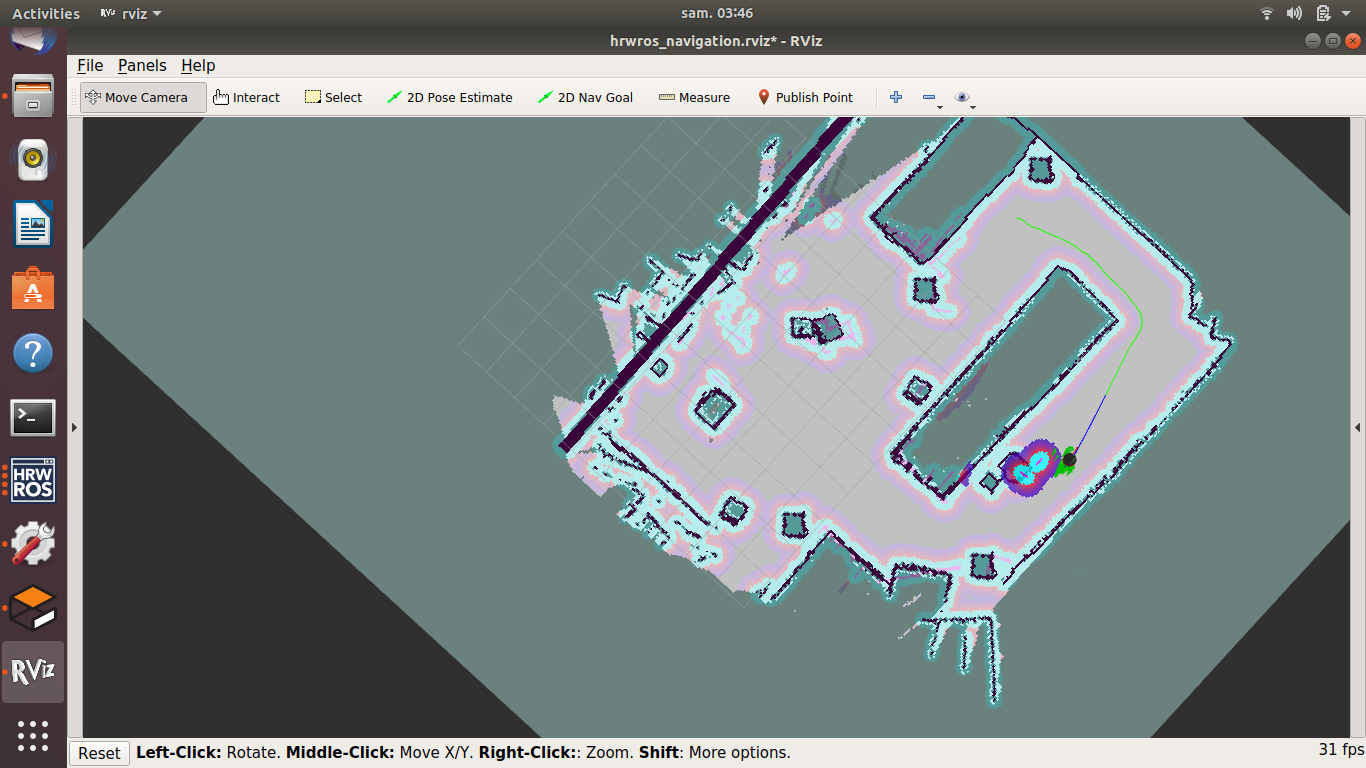 Activities RViz rviz sam. 03:46
hrwros_navigation.rviz* - RViz
File Panels Help
Move Camera Interact Select 2D Pose Estimate 2D Nav Goal Measure Publish Point
HRW
ROS
RViz
Reset Left-Click: Rotate. Middle-Click: Move X/Y. Right-Click:: Zoom. Shift: More options. 31 fps